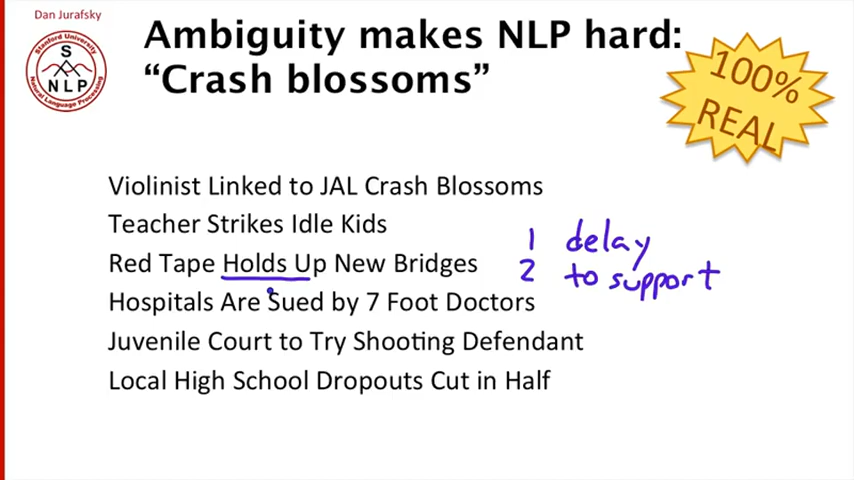 Dan Jurafsky
Stanford University
S
NLP
Natural Language Processing
Ambiguity makes NLP hard:
“Crash blossoms”
100%
REAL
Violinist Linked to JAL Crash Blossoms
Teacher Strikes Idle Kids
Red Tape Holds Up New Bridges
1 delay
2 to support
Hospitals Are Sued by 7 Foot Doctors
Juvenile Court to Try Shooting Defendant
Local High School Dropouts Cut in Half